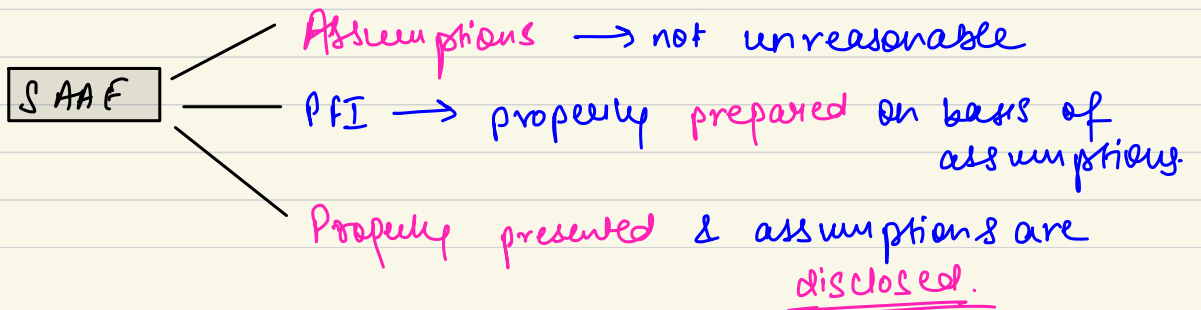 Assumptions → not unreasonable
SAAE
PFI → properly prepared on basis of
assumptions.
Properly presented & assumptions are
disclosed.